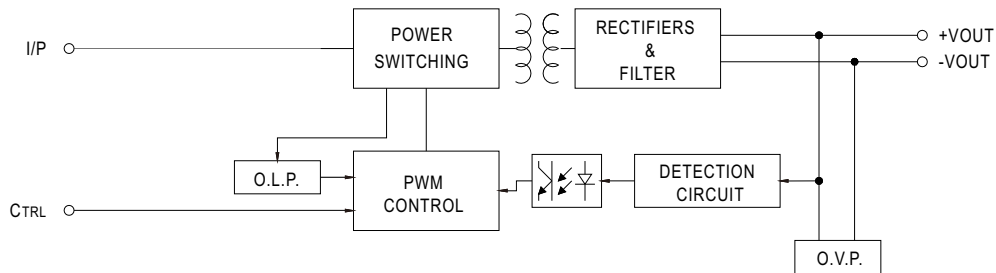 I/P
POWER
SWITCHING
RECTIFIERS
&
FILTER
+VOUT
-VOUT
O.L.P.
PWM
CONTROL
DETECTION
CIRCUIT
CTRL
O.V.P.